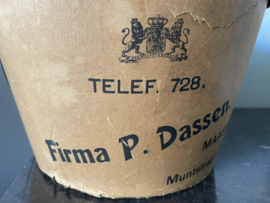 TELEF. 728.
Firma P. Dassen.